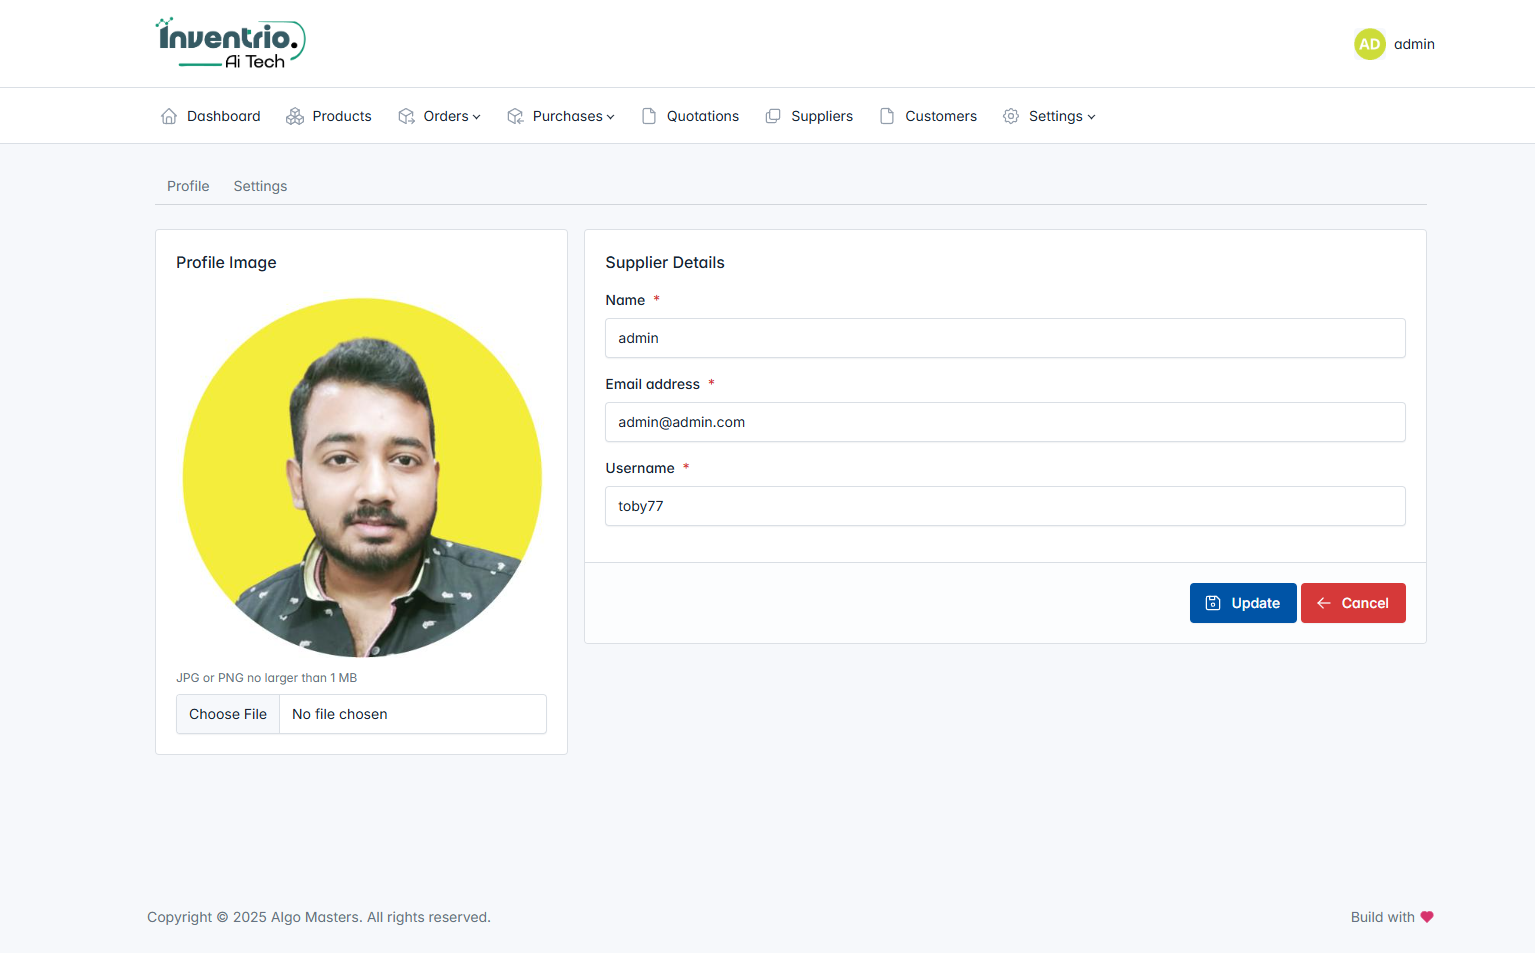 Inventrio.
Ai Tech
AD admin
Dashboard Products Orders Purchases Quotations Suppliers Customers Settings
Profile Settings
Profile Image
JPG or PNG no larger than 1 MB
Choose File No file chosen
Supplier Details
Name *
admin
Email address *
admin@admin.com
Username *
toby77
Update Cancel
Copyright © 2025 Algo Masters. All rights reserved.
Build with